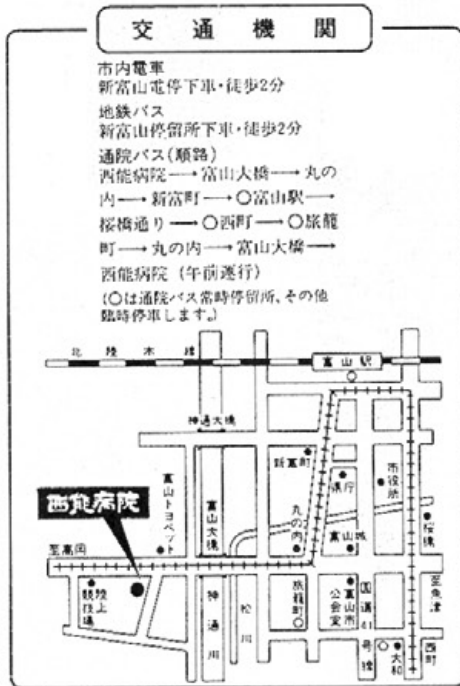 交通機関
市内電車
新富山電停下車・徒歩2分
地鉄バス
新富山停留所下車・徒歩2分
通院バス(順路)
西能病院→富山大橋→丸の
内→新富町→○富山駅→
桜橋通り→○西町→○旅籠
町→丸の内→富山大橋→
西能病院(午前運行)
(○は通院バス常時停留所、その他
臨時停車します。)
北陸本線
富山駅
神通大橋
新富町
市役所
県庁
富山トヨペット
富山大橋
丸の内
富山城
桜橋
西能病院
至高岡
陸上
競技場
神通川
松川
旅籠町
富山市
公会堂
国道41
号線
大和
西町
至魚津